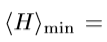 ⟨H⟩min =